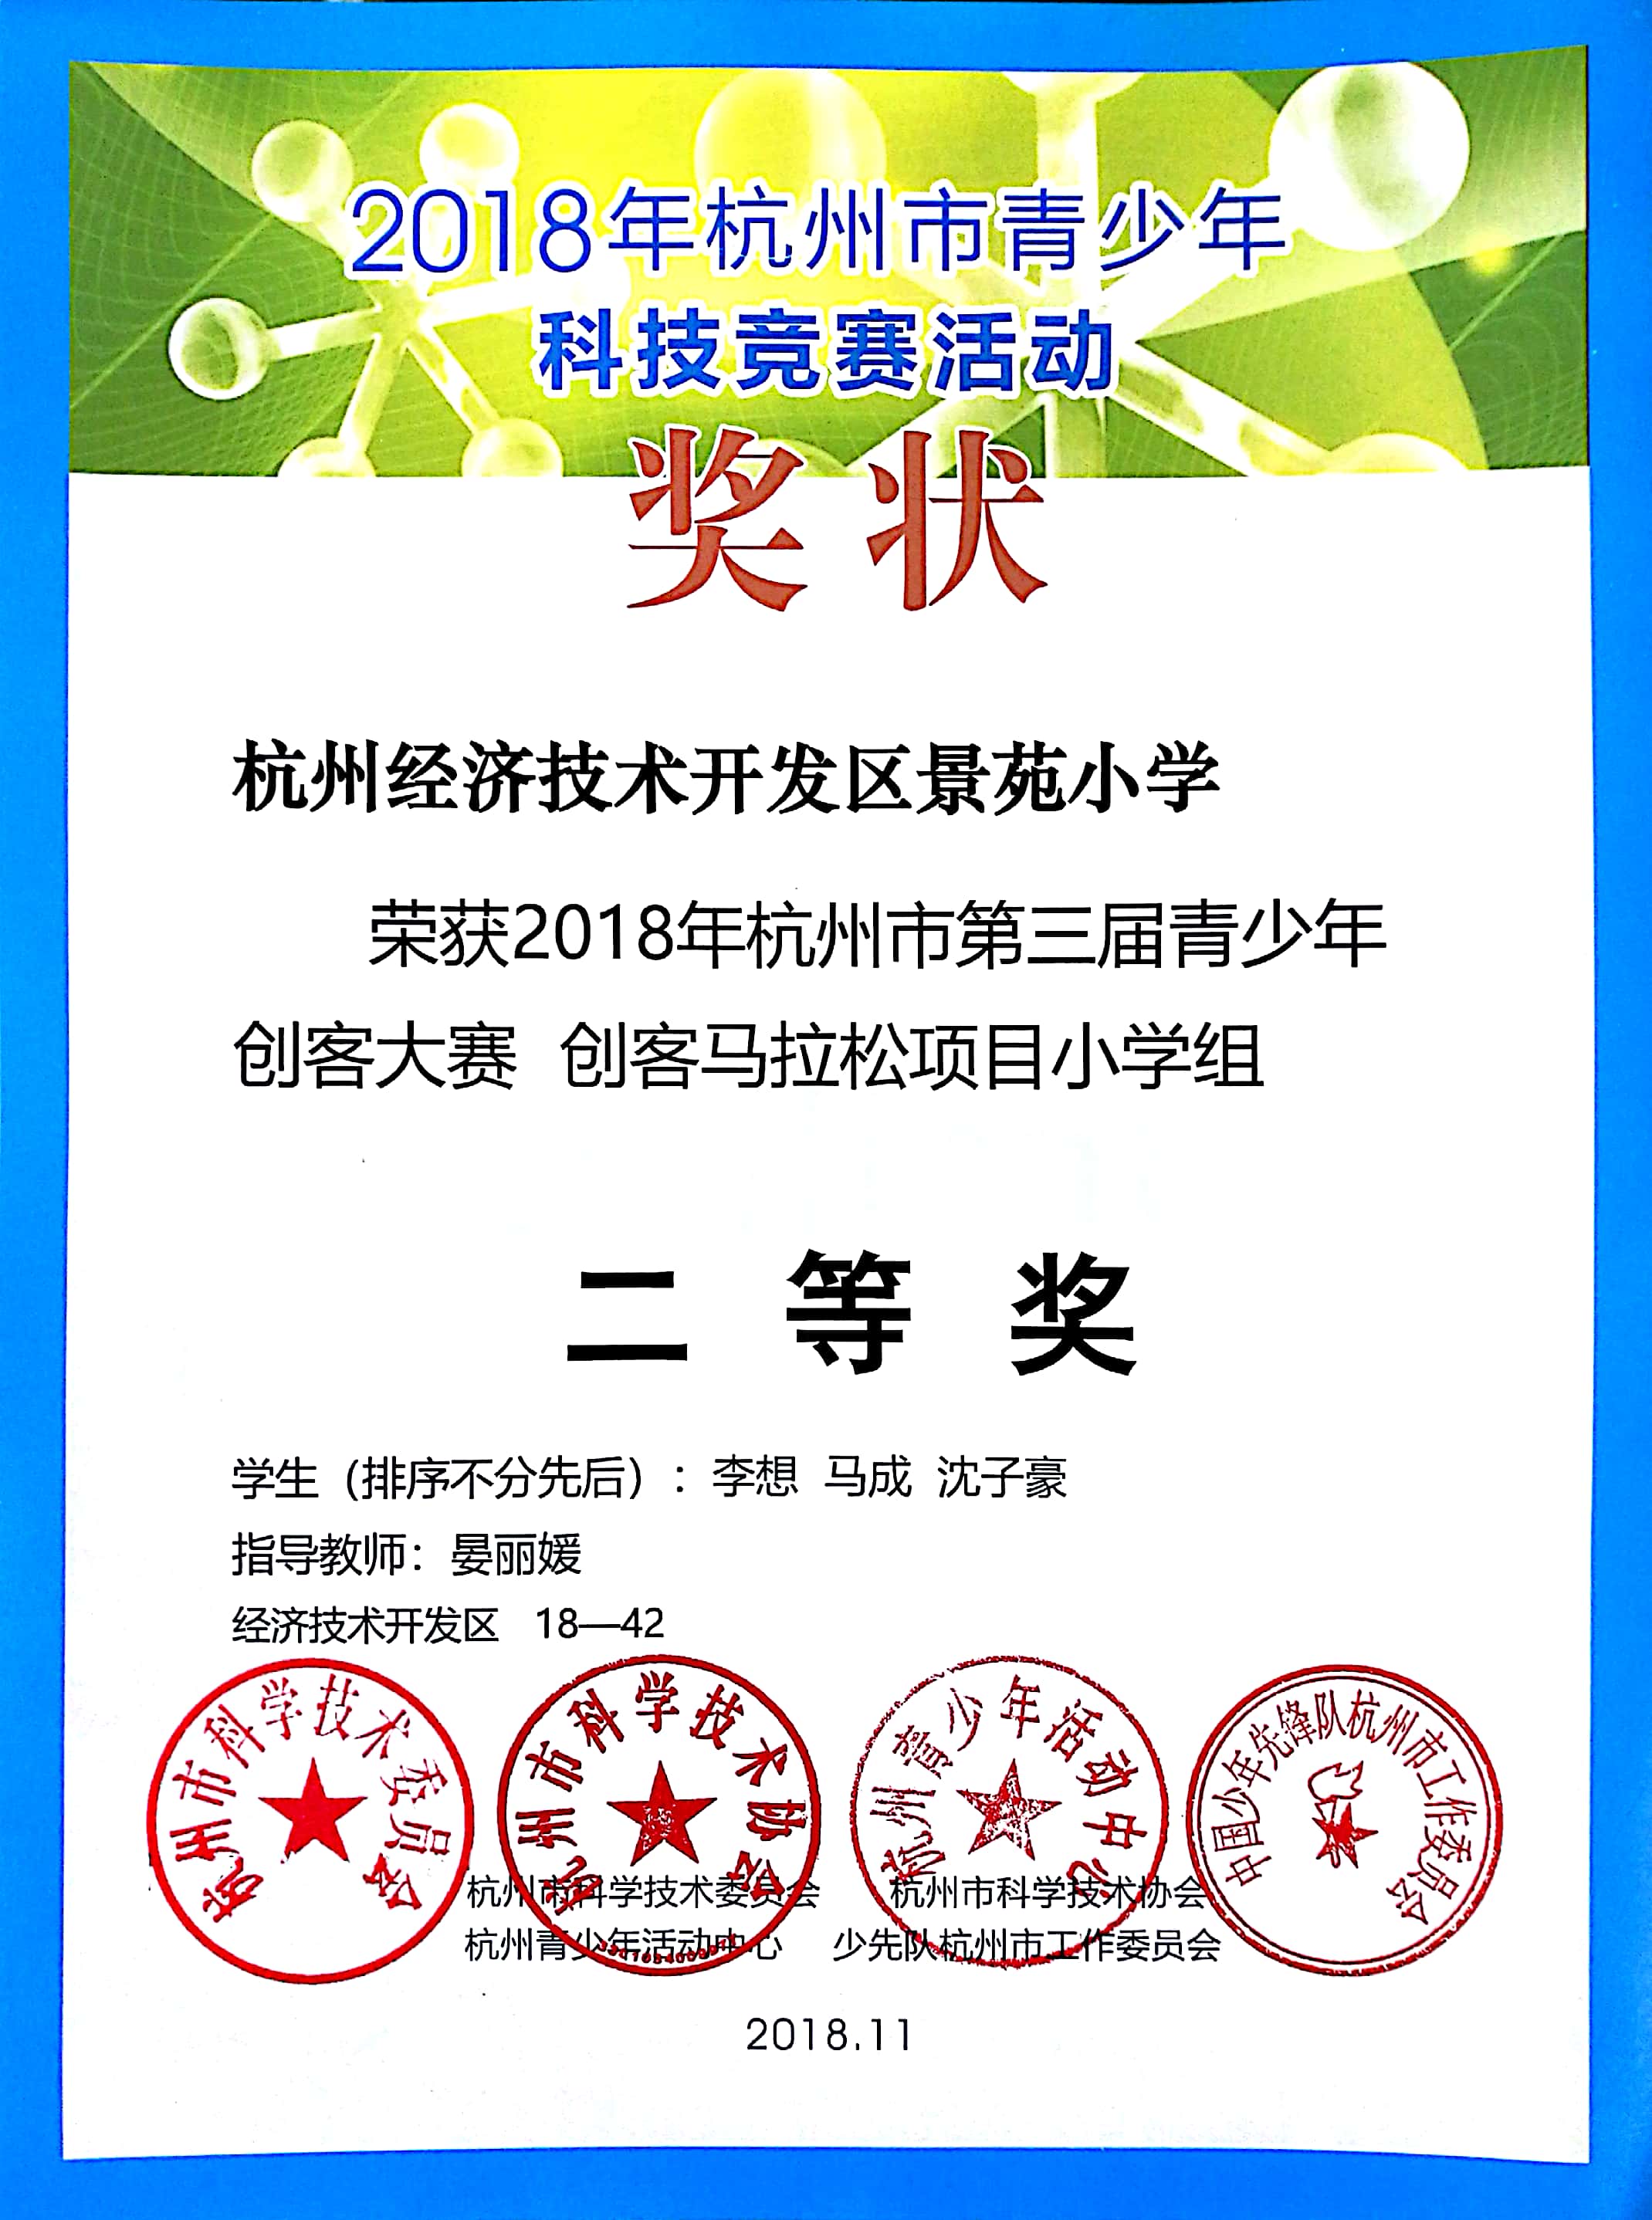 2018年杭州市青少年
科技竞赛活动
奖状
杭州经济技术开发区景苑小学
荣获2018年杭州市第三届青少年
创客大赛 创客马拉松项目小学组
二 等 奖
学生（排序不分先后）：李想 马成 沈子豪
指导教师：晏丽媛
经济技术开发区 18—42
杭州市科学技术委员会
杭州市科学技术协会
杭州青少年活动中心
中国少年先锋队杭州市工作委员会
杭州市科学技术委员会 杭州市科学技术协会
杭州青少年活动中心 少先队杭州市工作委员会
2018.11